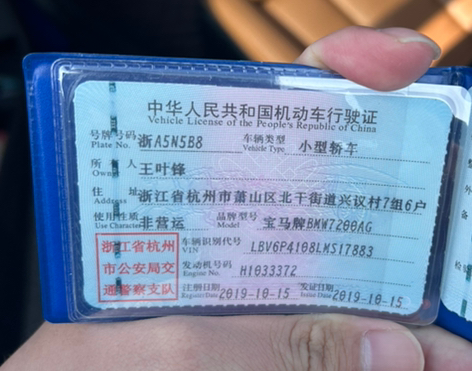 中华人民共和国机动车行驶证
Vehicle License of the People's Republic of China
号牌号码 浙A5N5B8 车辆类型 小型轿车
Plate No. Vehicle Type
所有人 王叶锋
Owner
住址 浙江省杭州市萧山区北干街道兴议村7组6户
Address
使用性质 非营运 品牌型号 宝马牌BMW7200AG
Use Character Model
浙江省杭州
市公安局交
通警察支队
车辆识别代号 LBV6P4108LMS17883
VIN
发动机号码 H1033372
Engine No.
注册日期 2019-10-15 发证日期 2019-10-15
Register Date Issue Date